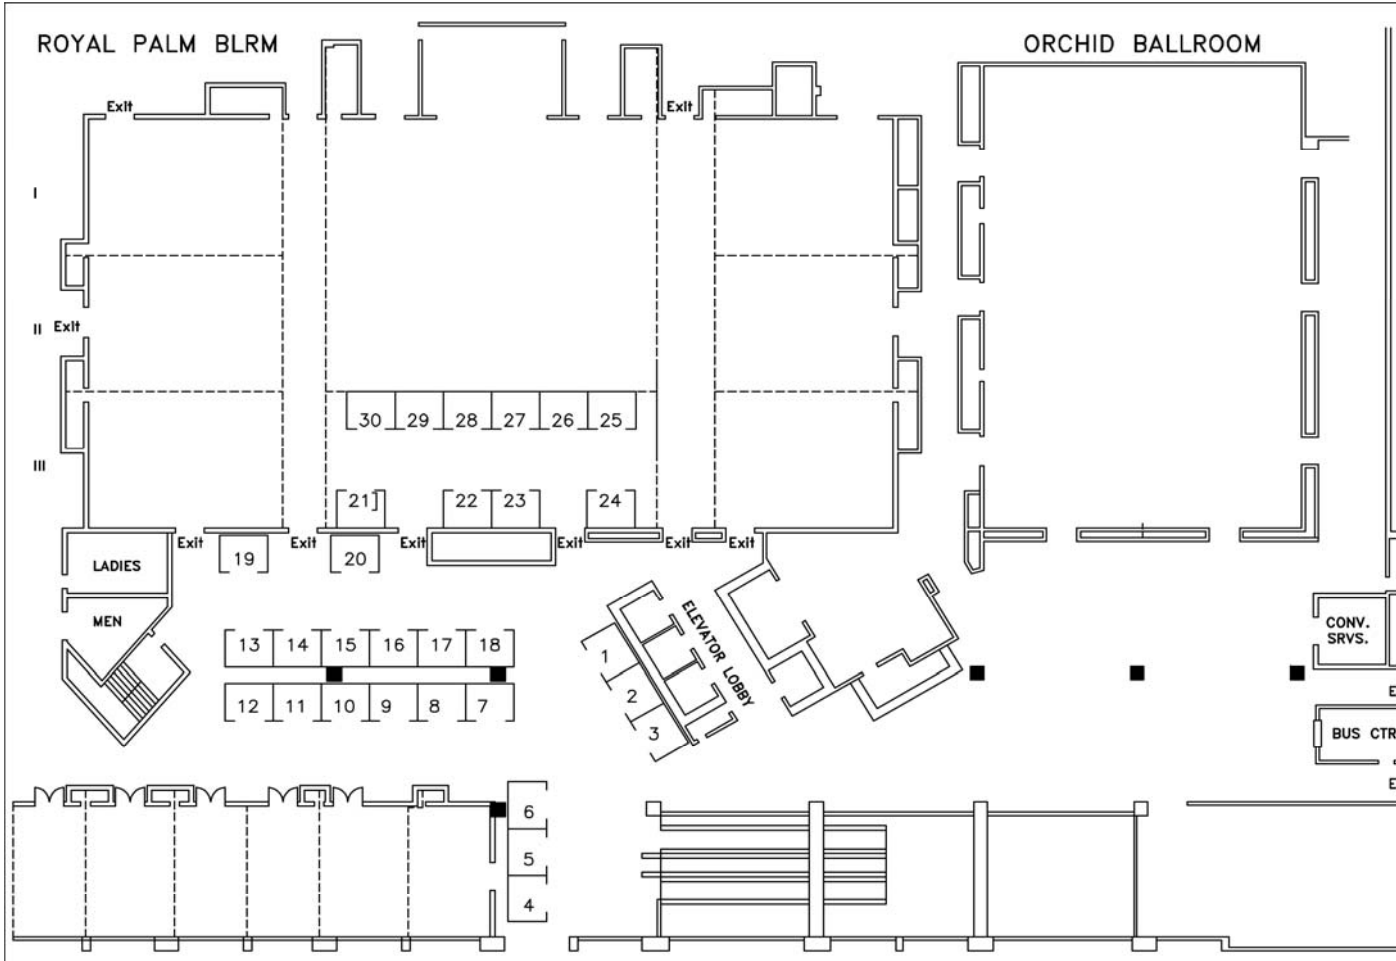 ROYAL PALM BLRM
ORCHID BALLROOM
Exit
Exit
I
II Exit
30 29 28 27 26 25
III
21 22 23 24
Exit Exit Exit Exit Exit Exit
19 20
LADIES
MEN
ELEVATOR LOBBY
CONV.
SRVS.
13 14 15 16 17 18
1
2
3
12 11 10 9 8 7
E
BUS CTR
E
6
5
4